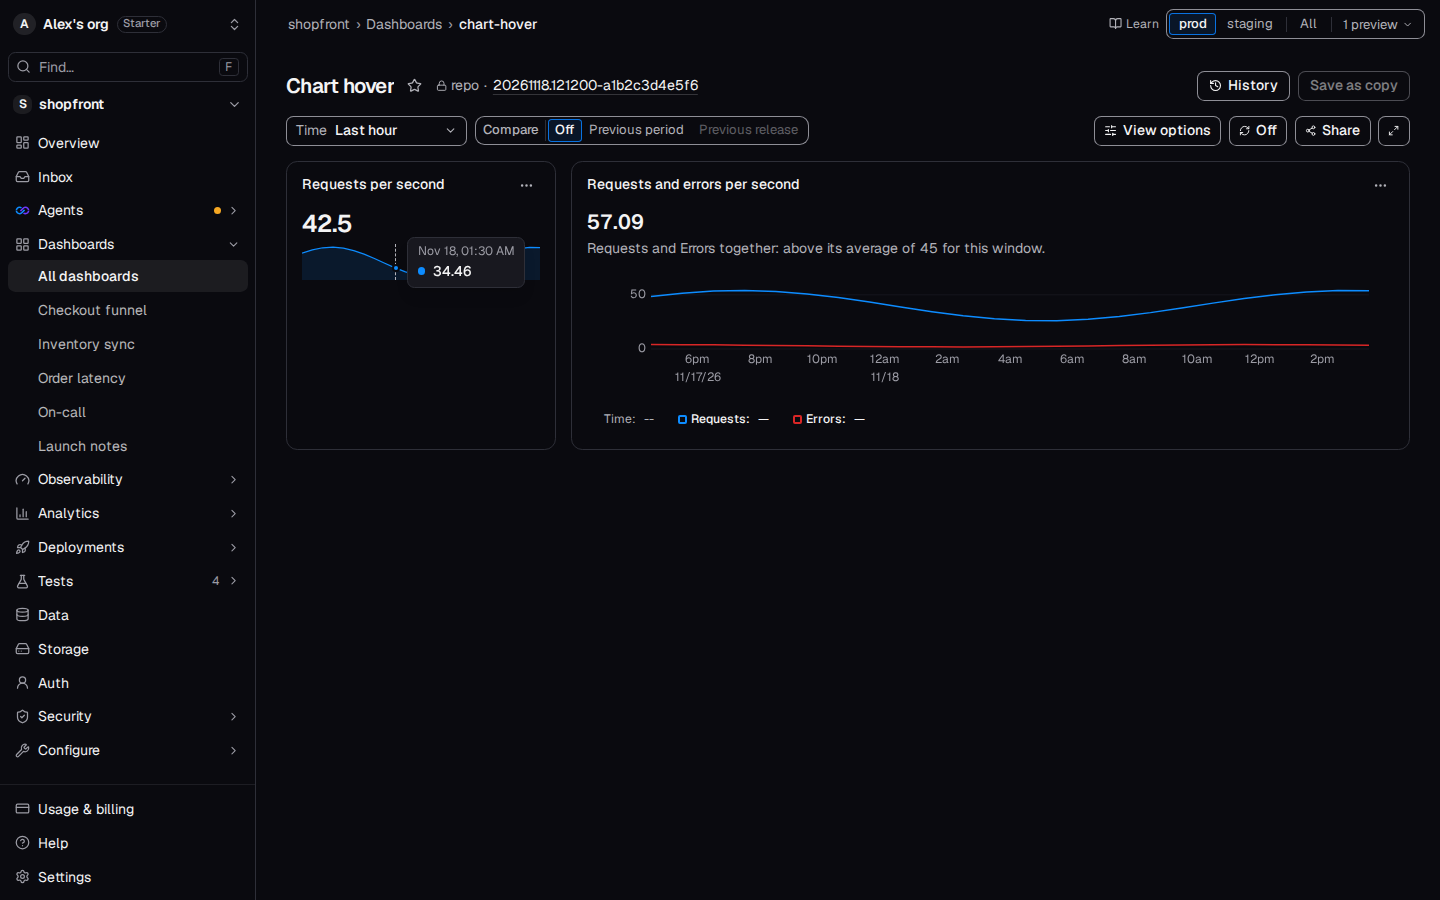 A Alex's org Starter
Find... F
S shopfront
Overview
Inbox
Agents
Dashboards
All dashboards
Checkout funnel
Inventory sync
Order latency
On-call
Launch notes
Observability
Analytics
Deployments
Tests 4
Data
Storage
Auth
Security
Configure
Usage & billing
Help
Settings
shopfront › Dashboards › chart-hover
Learn prod staging All 1 preview
Chart hover repo · 20261118.121200-a1b2c3d4e5f6
History Save as copy
Time Last hour Compare Off Previous period Previous release
View options Off Share
Requests per second
42.5
Nov 18, 01:30 AM
34.46
Requests and errors per second
57.09
Requests and Errors together: above its average of 45 for this window.
50
0
6pm 8pm 10pm 12am 2am 4am 6am 8am 10am 12pm 2pm
11/17/26 11/18
Time: -- Requests: — Errors: —